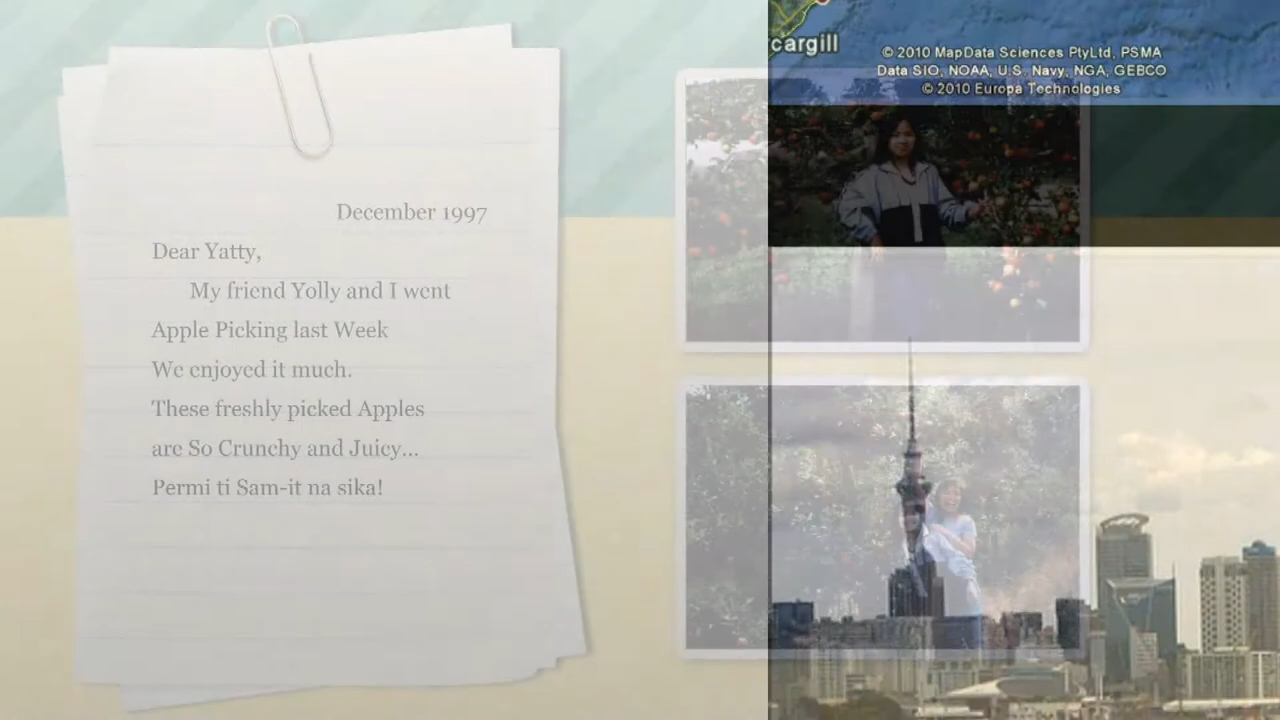 December 1997
Dear Yatty,
My friend Yolly and I went
Apple Picking last Week
We enjoyed it much.
These freshly picked Apples
are So Crunchy and Juicy...
Permi ti Sam-it na sika!
cargill
© 2010 MapData Sciences PtyLtd, PSMA
Data SIO, NOAA, U.S. Navy, NGA, GEBCO
© 2010 Europa Technologies